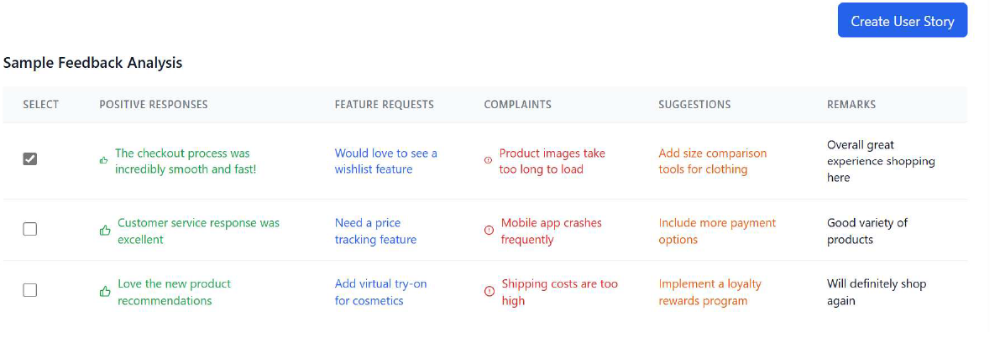 Create User Story
Sample Feedback Analysis
SELECT POSITIVE RESPONSES FEATURE REQUESTS COMPLAINTS SUGGESTIONS REMARKS
The checkout process was
incredibly smooth and fast!
Would love to see a
wishlist feature
Product images take
too long to load
Add size comparison
tools for clothing
Overall great
experience shopping
here
Customer service response was
excellent
Need a price
tracking feature
Mobile app crashes
frequently
Include more payment
options
Good variety of
products
Love the new product
recommendations
Add virtual try-on
for cosmetics
Shipping costs are too
high
Implement a loyalty
rewards program
Will definitely shop
again